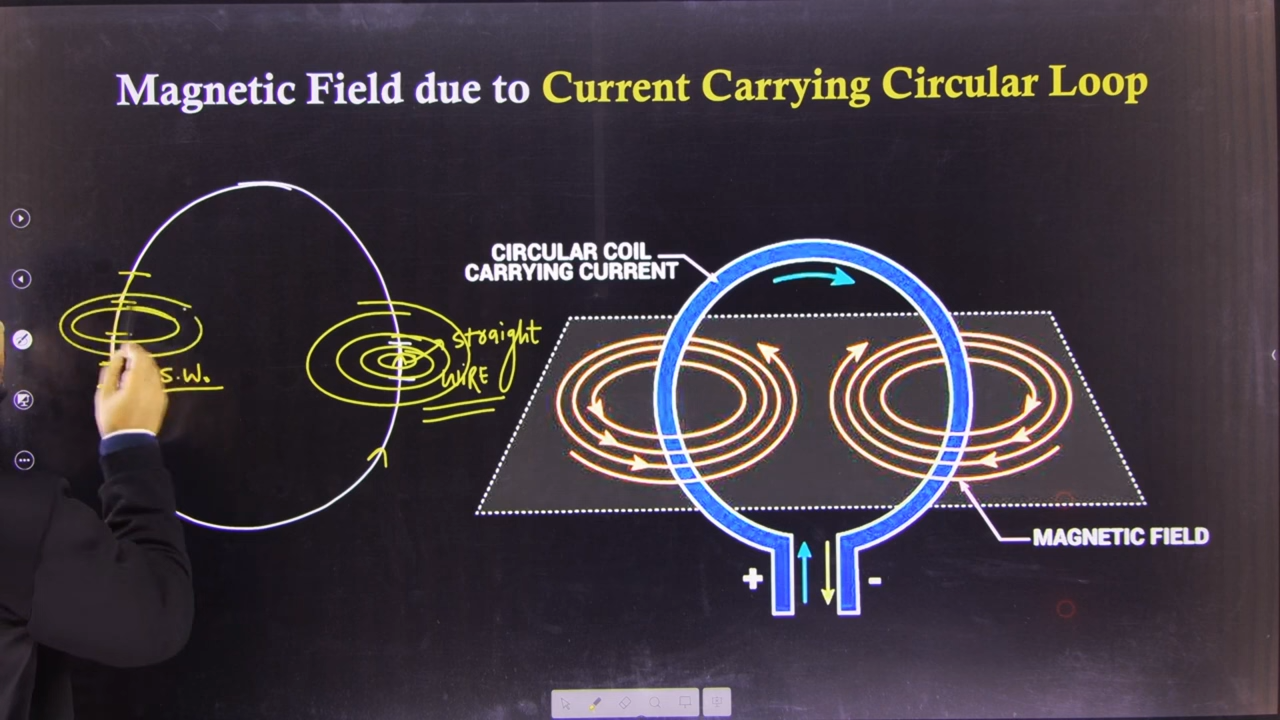 Magnetic Field due to Current Carrying Circular Loop
CIRCULAR COIL
CARRYING CURRENT
straight
WIRE
S.W.
+ -
MAGNETIC FIELD